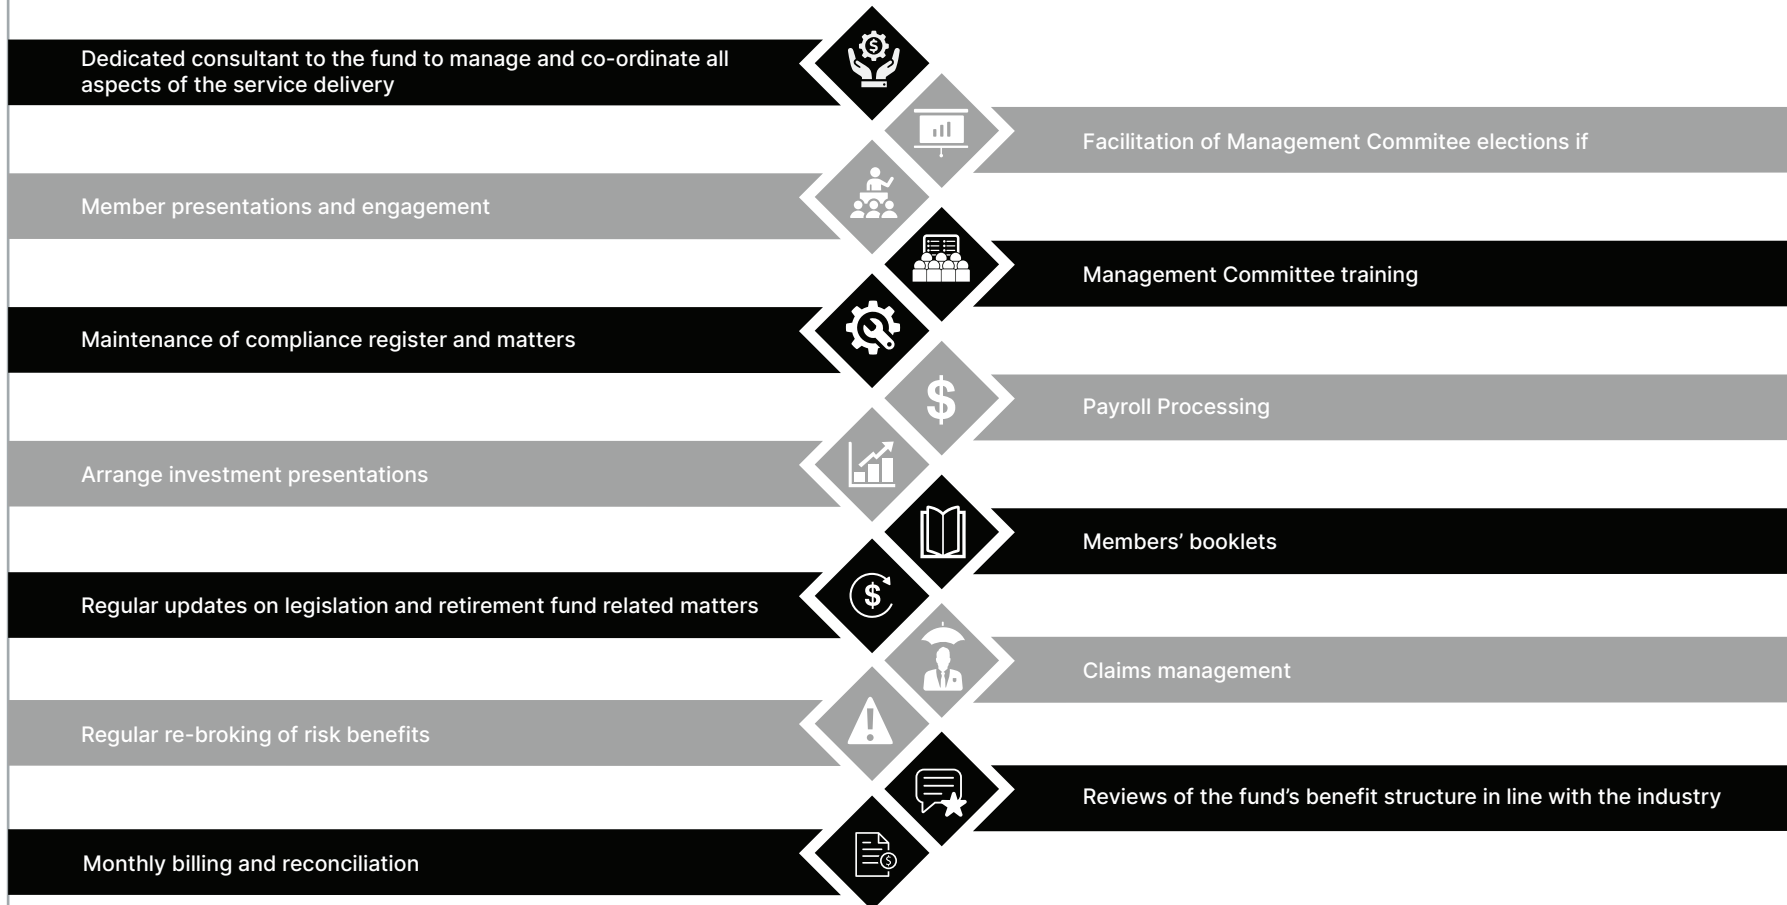 Dedicated consultant to the fund to manage and co-ordinate all
aspects of the service delivery
Facilitation of Management Commitee elections if
Member presentations and engagement
Management Committee training
Maintenance of compliance register and matters
Payroll Processing
Arrange investment presentations
Members’ booklets
Regular updates on legislation and retirement fund related matters
Claims management
Regular re-broking of risk benefits
Reviews of the fund’s benefit structure in line with the industry
Monthly billing and reconciliation